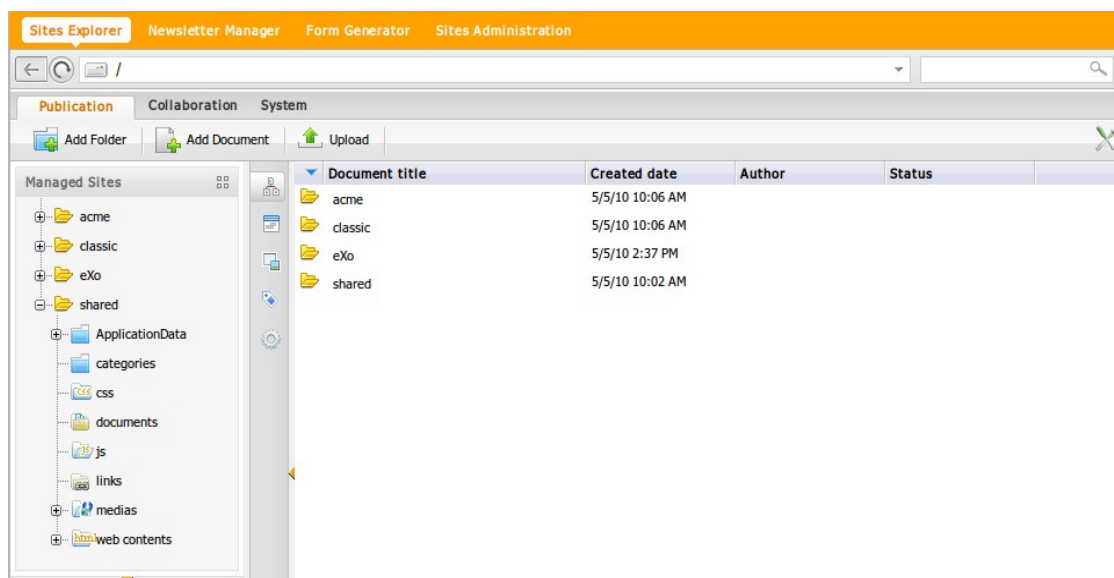 Sites Explorer Newsletter Manager Form Generator Sites Administration
/
Publication Collaboration System
Add Folder Add Document Upload
Managed Sites
acme
classic
eXo
shared
ApplicationData
categories
css css
documents
js js
links
medias
html web contents
Document title Created date Author Status
acme 5/5/10 10:06 AM
classic 5/5/10 10:06 AM
eXo 5/5/10 2:37 PM
shared 5/5/10 10:02 AM